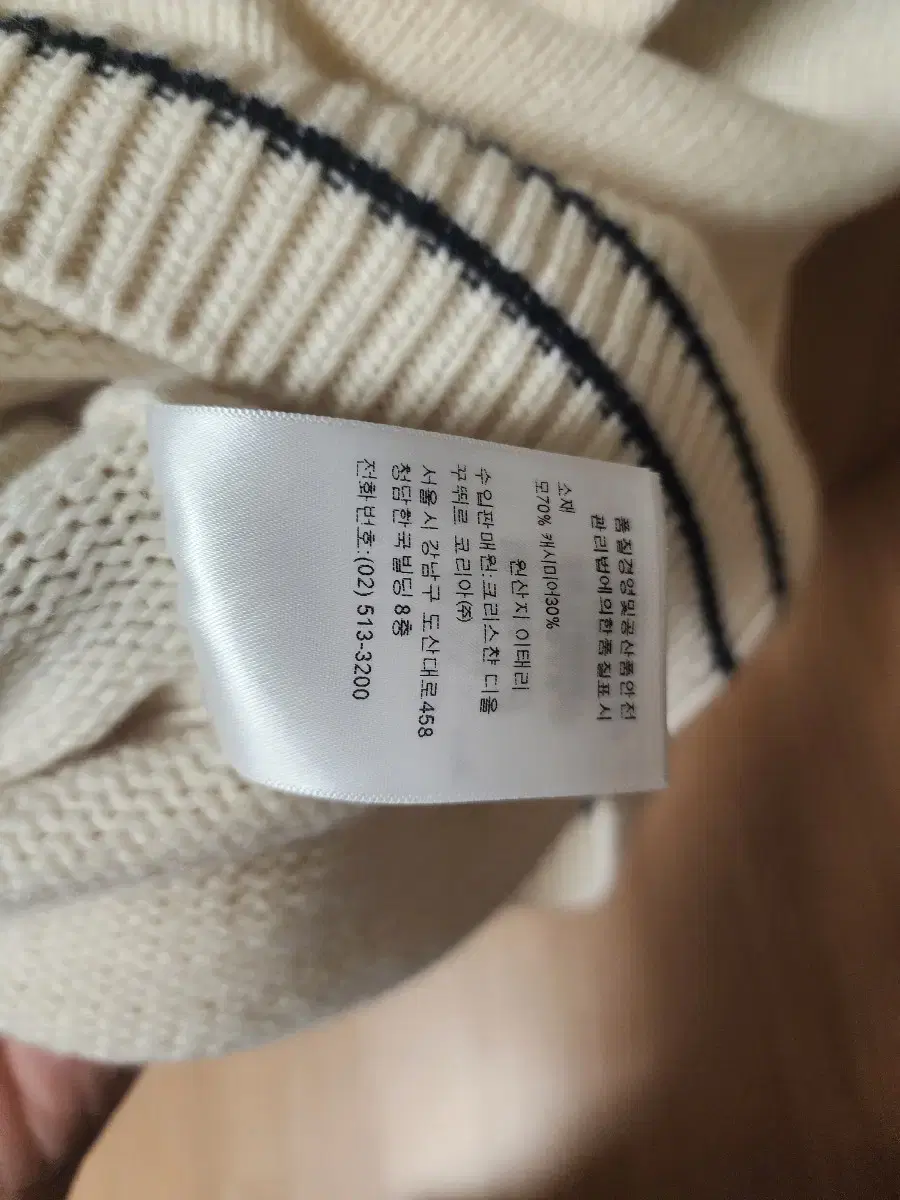 품질경영및공산품안전
관리법에의한품질표시
소재
모70% 캐시미어30%
원산지 이태리
수입판매원:크리스챤 디올
꾸뛰르 코리아(주)
서울시 강남구 도산대로458
청담한국빌딩 8층
전화번호:(02) 513-3200